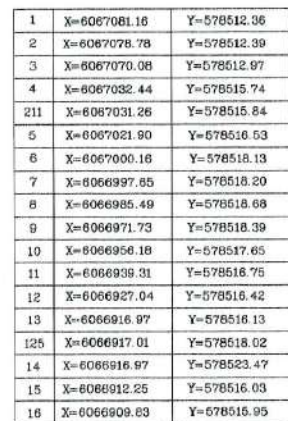 1 X=6067081.16 Y=578512.36
2 X=6067078.78 Y=578512.39
3 X=6067070.08 Y=578512.97
4 X=6067032.44 Y=578515.74
211 X=6067031.26 Y=578515.84
5 X=6067021.90 Y=578516.53
6 X=6067000.16 Y=578518.13
7 X=6066997.65 Y=578518.20
8 X=6066985.49 Y=578518.68
9 X=6066971.73 Y=578518.39
10 X=6066956.18 Y=578517.65
11 X=6066939.31 Y=578516.75
12 X=6066927.04 Y=578516.42
13 X=6066916.97 Y=578516.13
125 X=6066917.01 Y=578518.02
14 X=6066916.97 Y=578523.47
15 X=6066912.25 Y=578516.03
16 X=6066909.83 Y=578515.95